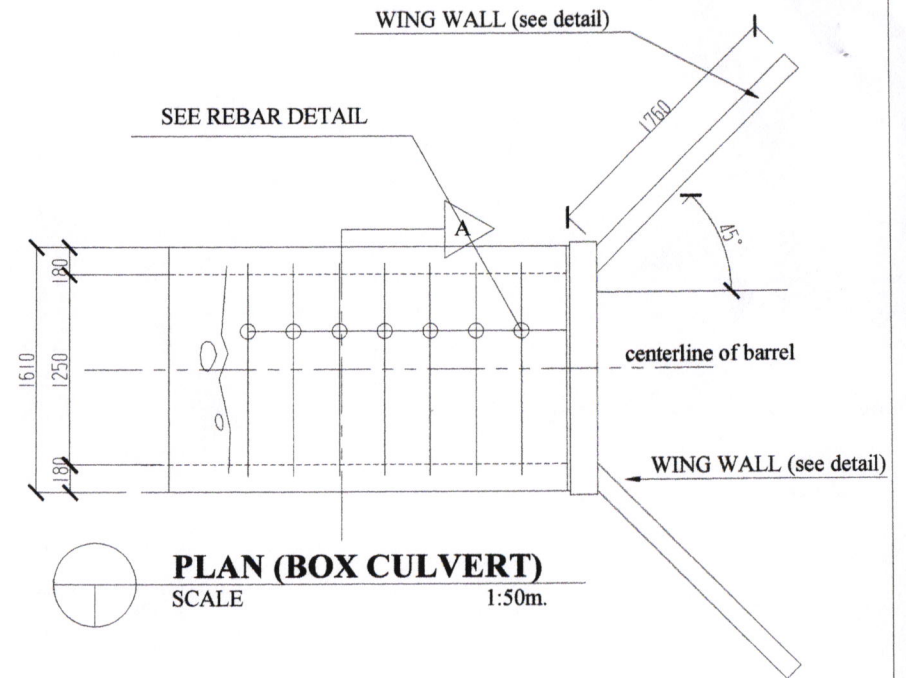 WING WALL (see detail)
1760
SEE REBAR DETAIL
A
45°
180
1610
1250
centerline of barrel
180
WING WALL (see detail)
PLAN (BOX CULVERT)
SCALE 1:50m.